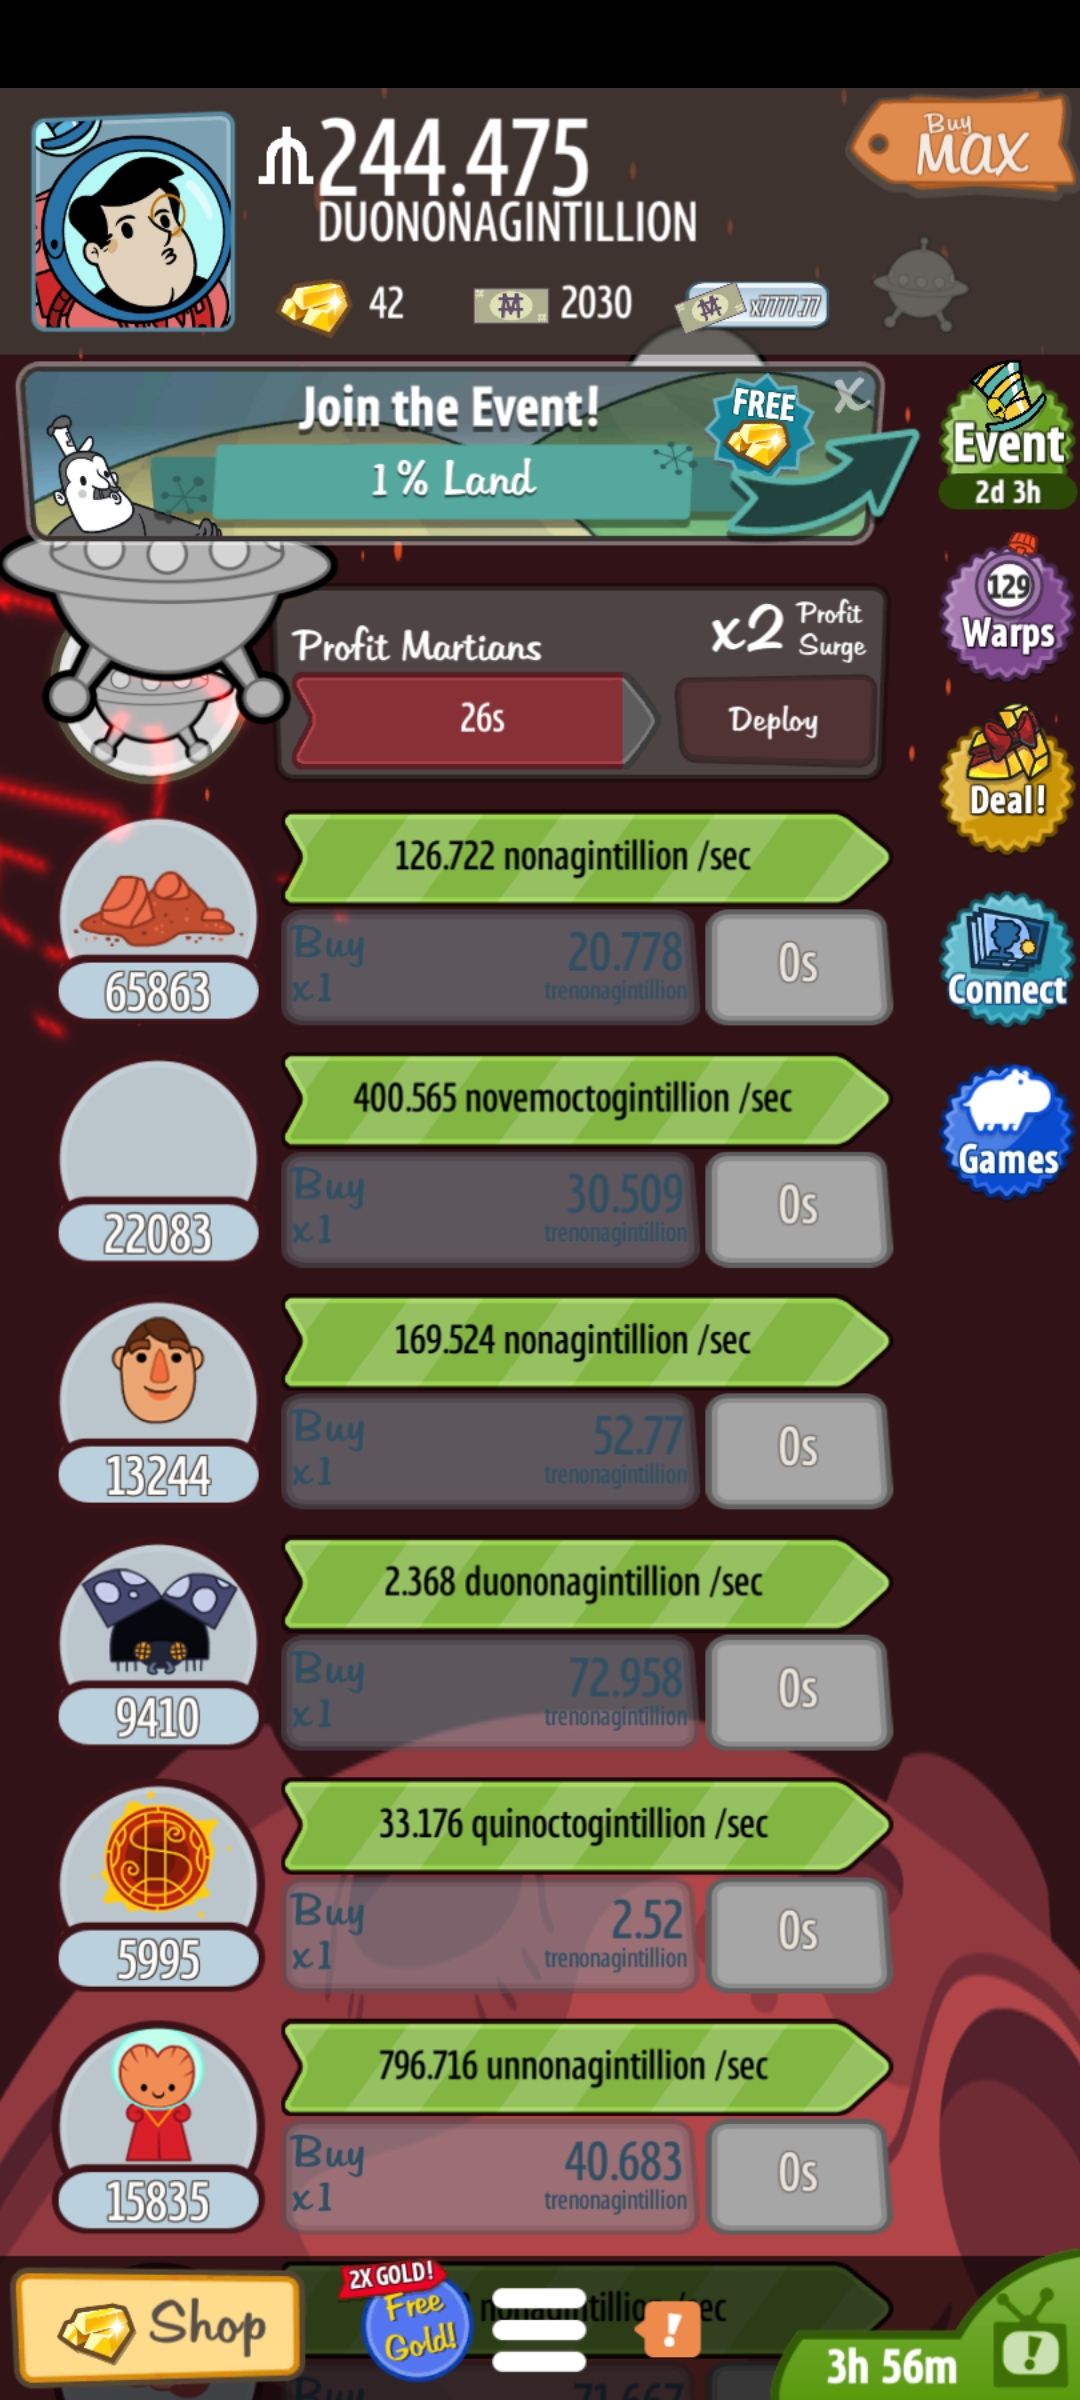 244.475
DUONONAGINTILLION
Buy
MAX
42
2030
x7777.77
Join the Event!
1% Land
FREE
X
Event
2d 3h
129
Warps
Profit Martians
x2 Profit Surge
26s
Deploy
Deal!
126.722 nonagintillion /sec
65863
Buy x1
20.778
trenonagintillion
0s
Connect
400.565 novemoctogintillion /sec
22083
Buy x1
30.509
trenonagintillion
0s
Games
169.524 nonagintillion /sec
13244
Buy x1
52.77
trenonagintillion
0s
2.368 duononagintillion /sec
9410
Buy x1
72.958
trenonagintillion
0s
33.176 quinoctogintillion /sec
5995
Buy x1
2.52
trenonagintillion
0s
796.716 unnonagintillion /sec
15835
Buy x1
40.683
trenonagintillion
0s
Shop
2X GOLD!
Free Gold!
!
3h 56m
!
Buy
71.667